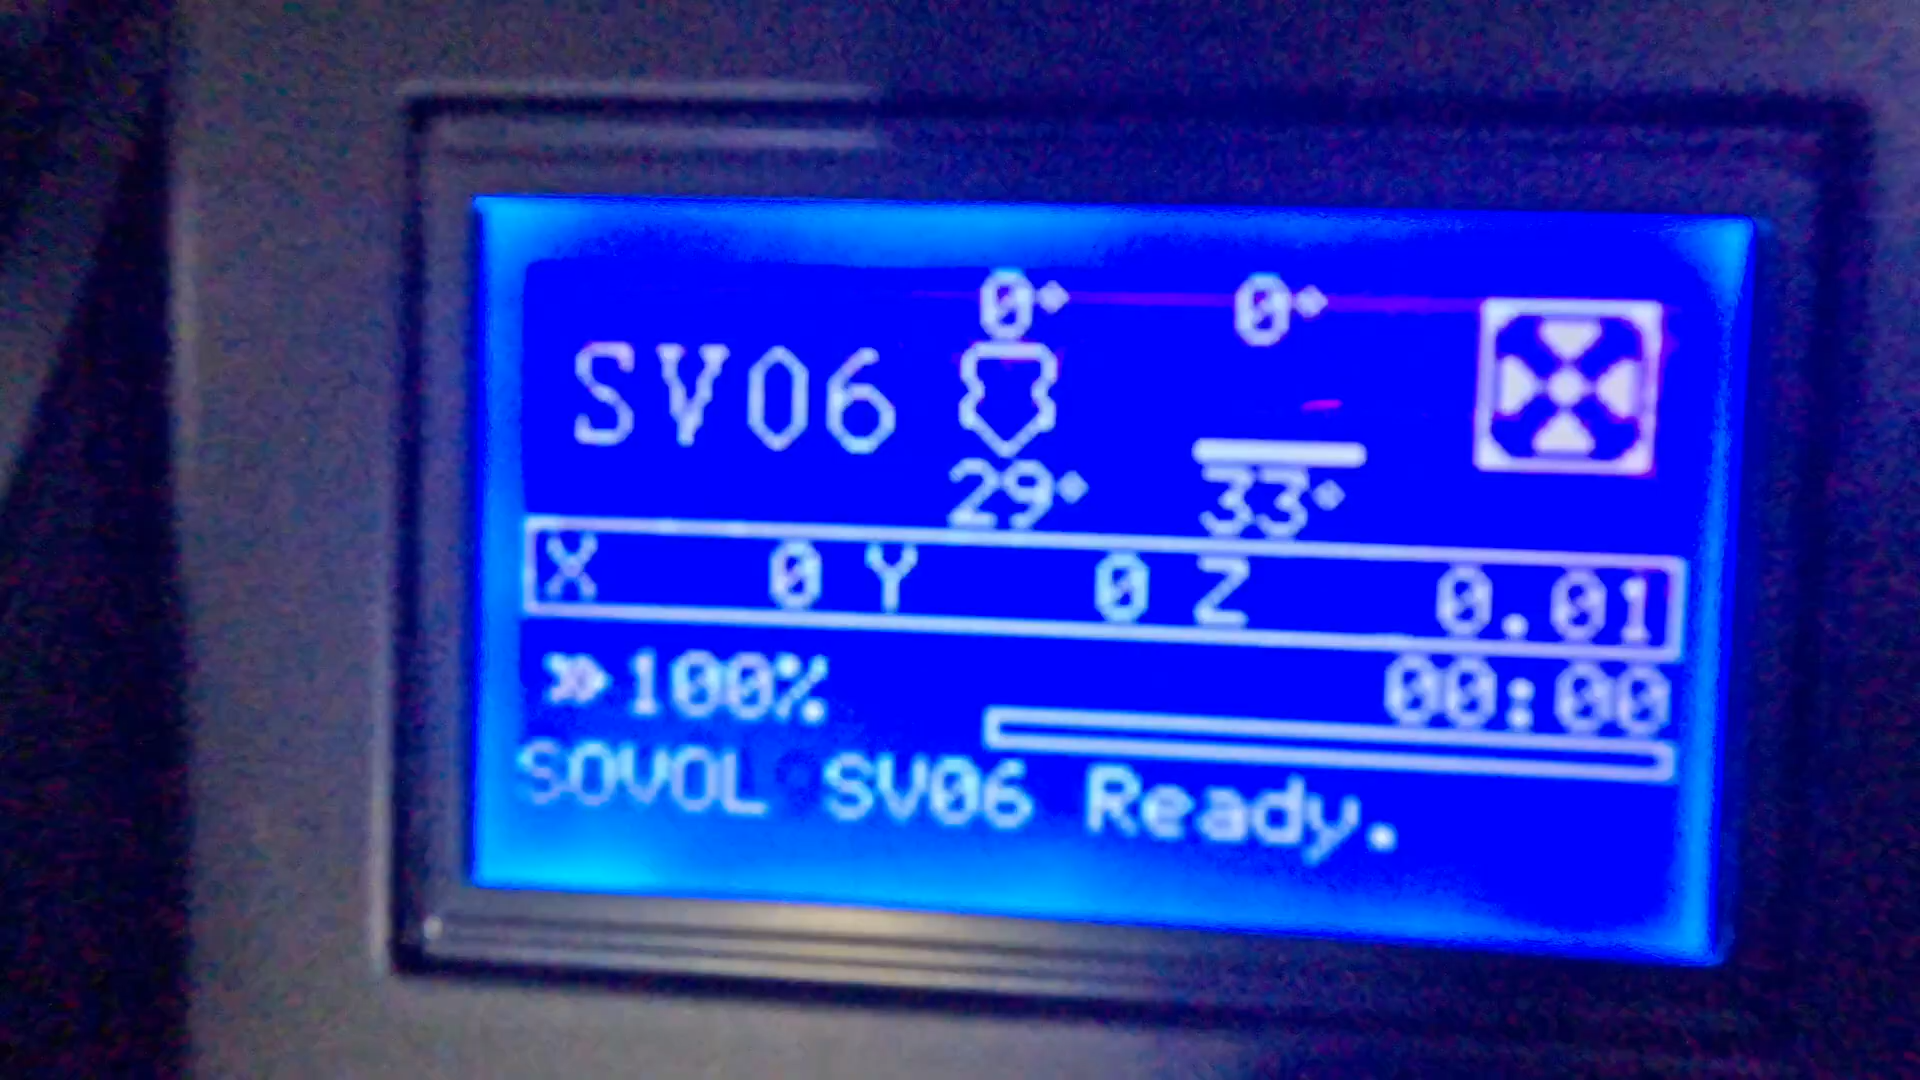 0° 0°
SV06
29° 33°
X 0 Y 0 Z 0.01
»100% 00:00
SOVOL SV06 Ready.